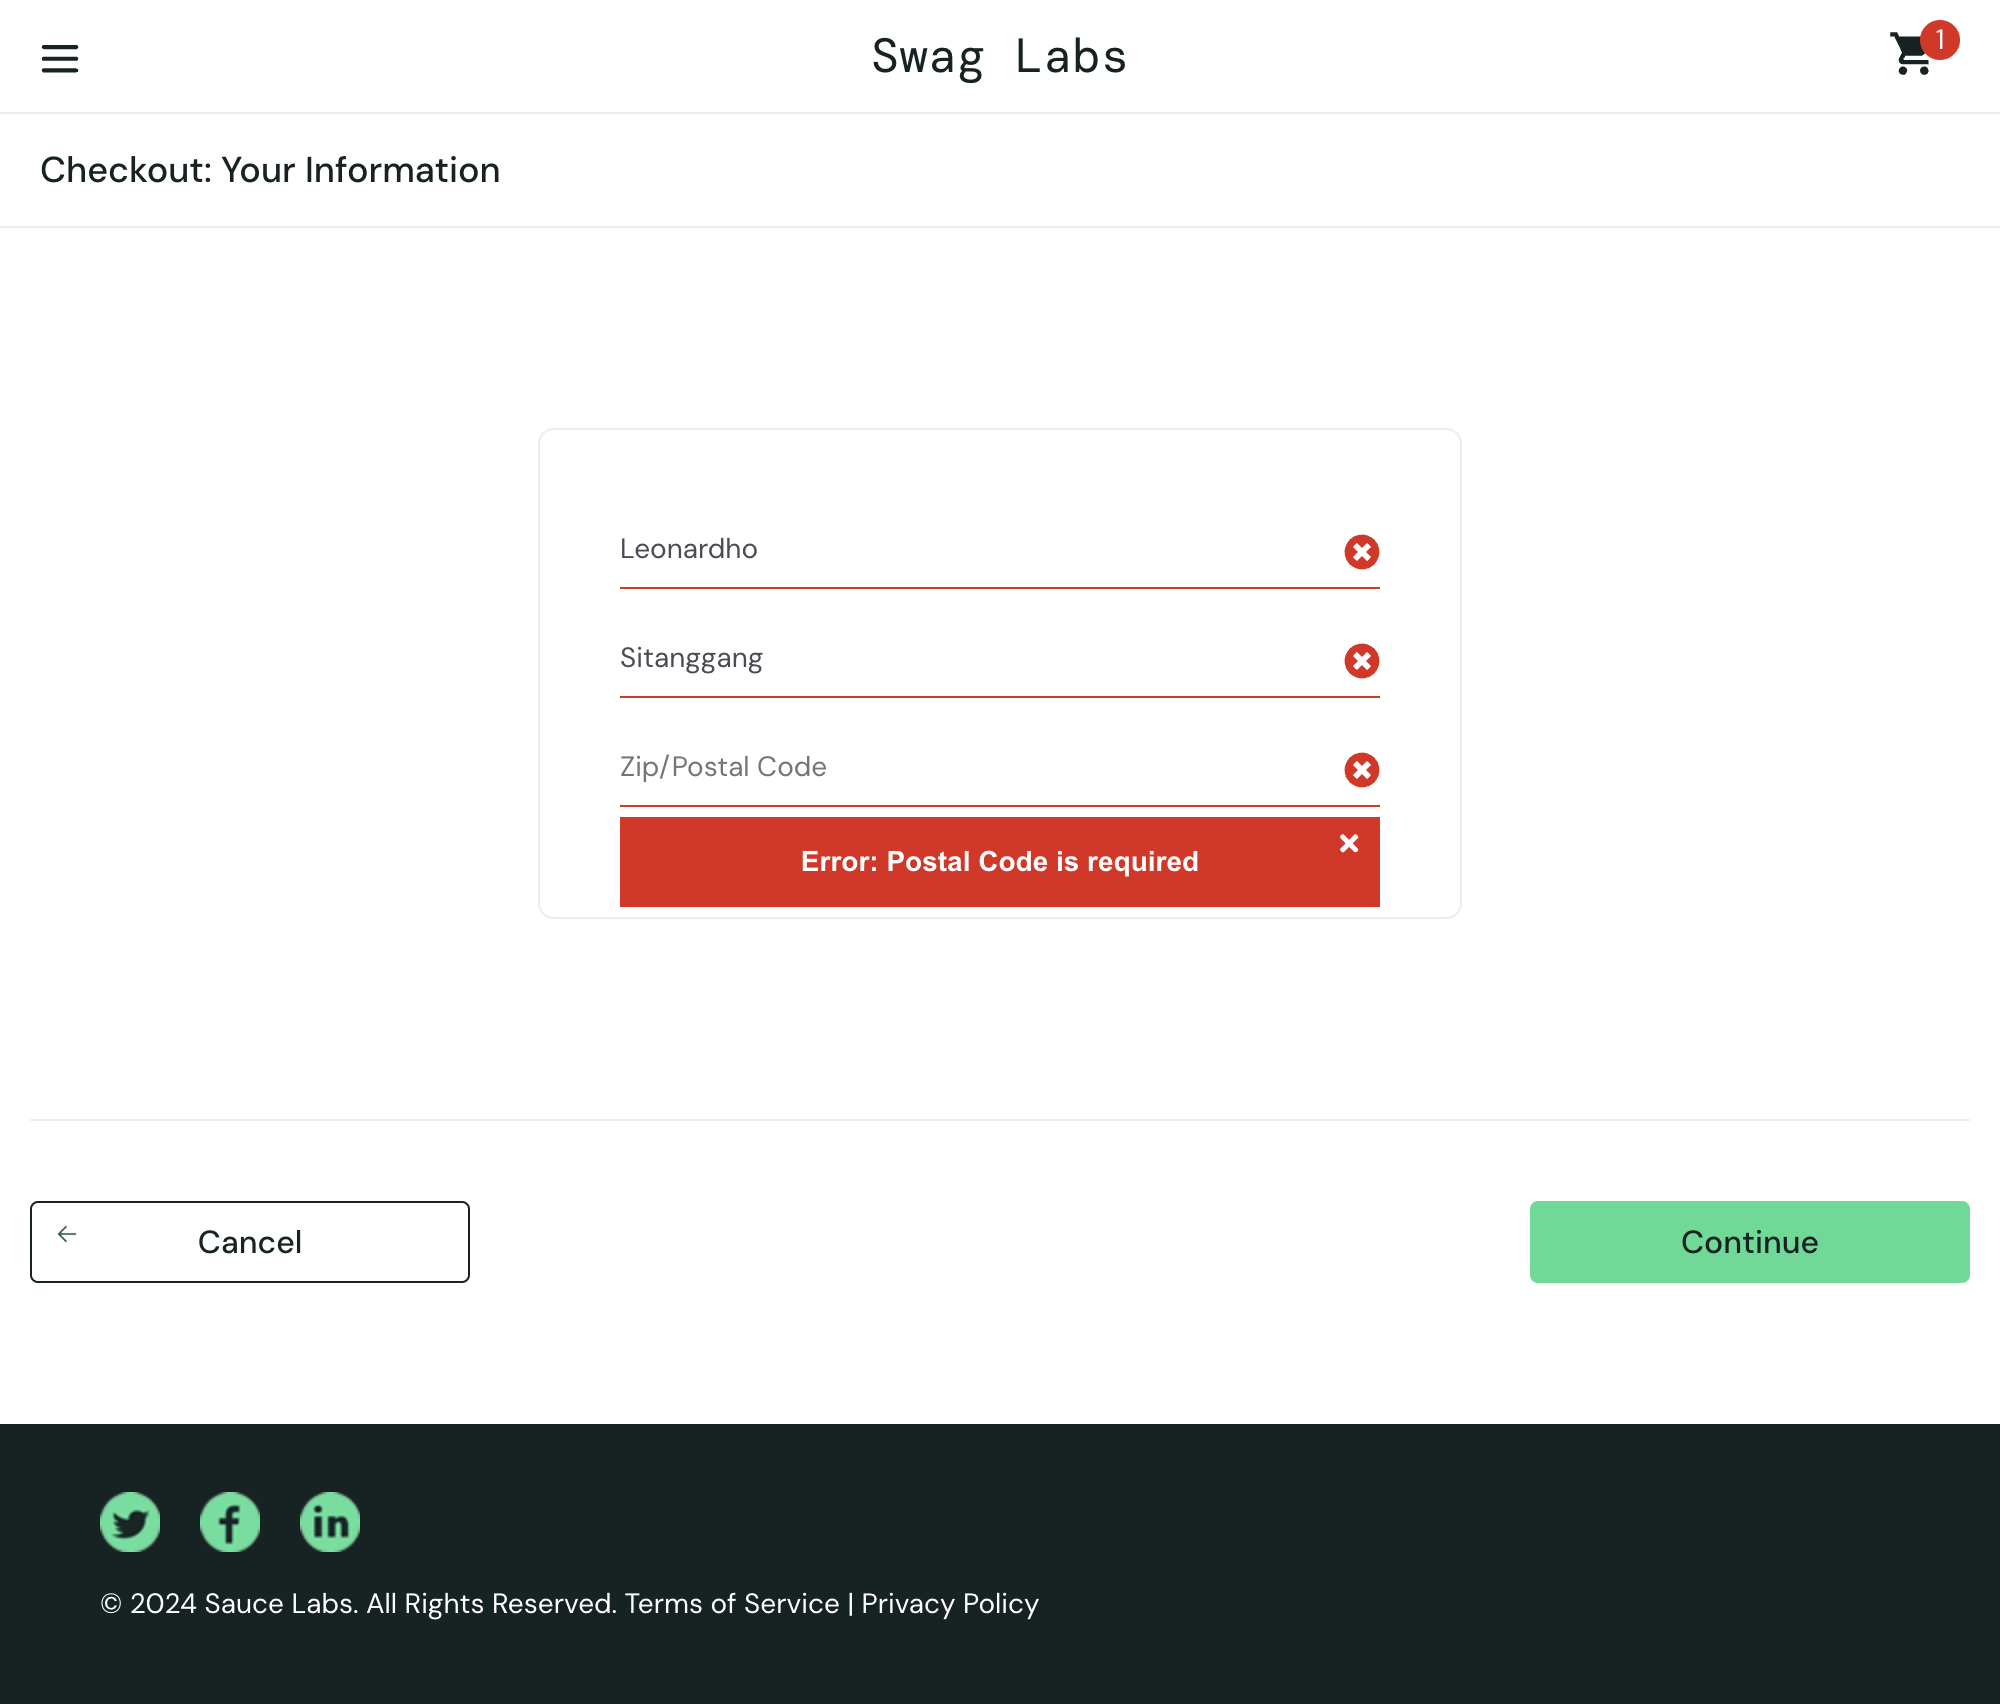 Swag Labs
1
Checkout: Your Information
Leonardho
Sitanggang
Zip/Postal Code
Error: Postal Code is required
Cancel
Continue
© 2024 Sauce Labs. All Rights Reserved. Terms of Service | Privacy Policy